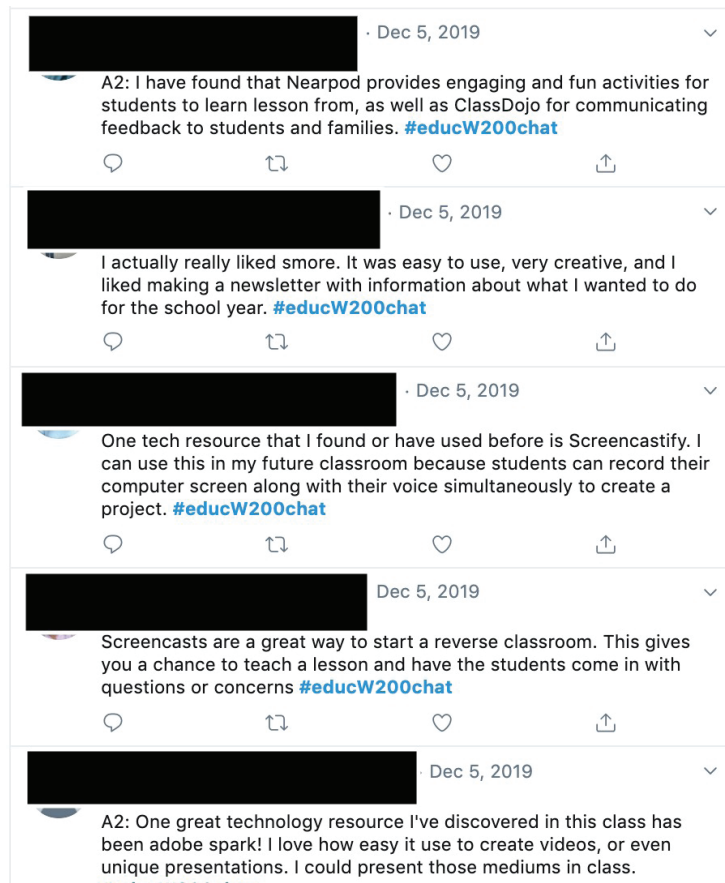 · Dec 5, 2019
A2: I have found that Nearpod provides engaging and fun activities for
students to learn lesson from, as well as ClassDojo for communicating
feedback to students and families. #educW200chat
· Dec 5, 2019
I actually really liked smore. It was easy to use, very creative, and I
liked making a newsletter with information about what I wanted to do
for the school year. #educW200chat
· Dec 5, 2019
One tech resource that I found or have used before is Screencastify. I
can use this in my future classroom because students can record their
computer screen along with their voice simultaneously to create a
project. #educW200chat
Dec 5, 2019
Screencasts are a great way to start a reverse classroom. This gives
you a chance to teach a lesson and have the students come in with
questions or concerns #educW200chat
· Dec 5, 2019
A2: One great technology resource I've discovered in this class has
been adobe spark! I love how easy it use to create videos, or even
unique presentations. I could present those mediums in class.